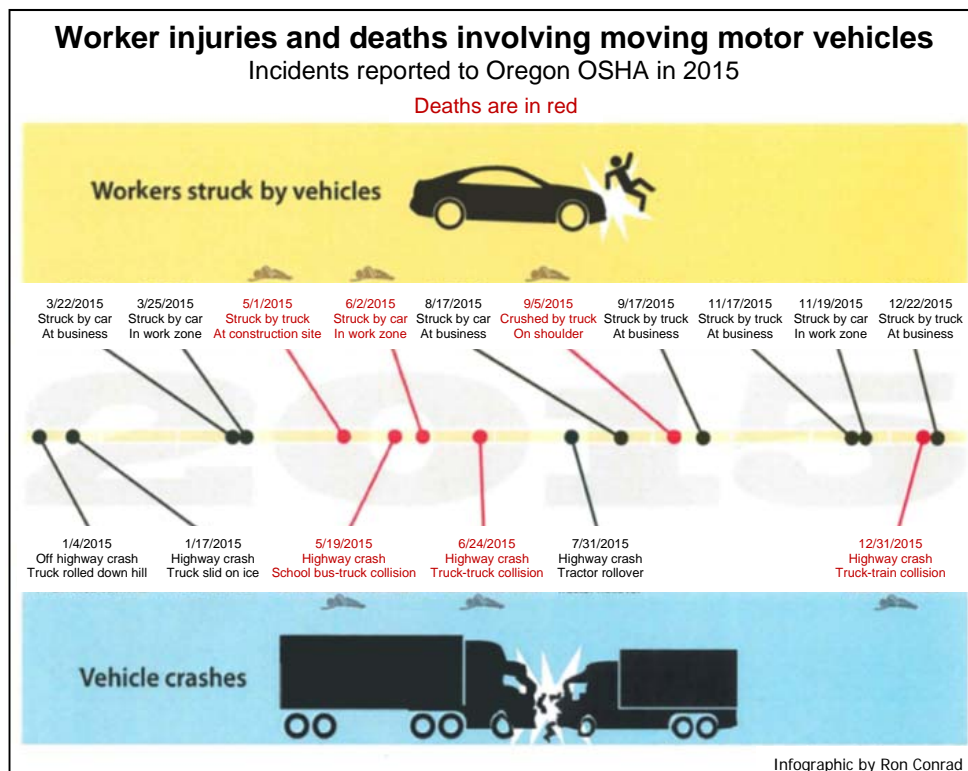 Worker injuries and deaths involving moving motor vehicles
Incidents reported to Oregon OSHA in 2015
Deaths are in red
Workers struck by vehicles
3/22/2015
Struck by car
At business
3/25/2015
Struck by car
In work zone
5/1/2015
Struck by truck
At construction site
6/2/2015
Struck by car
In work zone
8/17/2015
Struck by car
At business
9/5/2015
Crushed by truck
On shoulder
9/17/2015
Struck by truck
At business
11/17/2015
Struck by truck
At business
11/19/2015
Struck by car
In work zone
12/22/2015
Struck by truck
At business
2015
1/4/2015
Off highway crash
Truck rolled down hill
1/17/2015
Highway crash
Truck slid on ice
5/19/2015
Highway crash
School bus-truck collision
6/24/2015
Highway crash
Truck-truck collision
7/31/2015
Highway crash
Tractor rollover
12/31/2015
Highway crash
Truck-train collision
Vehicle crashes
Infographic by Ron Conrad